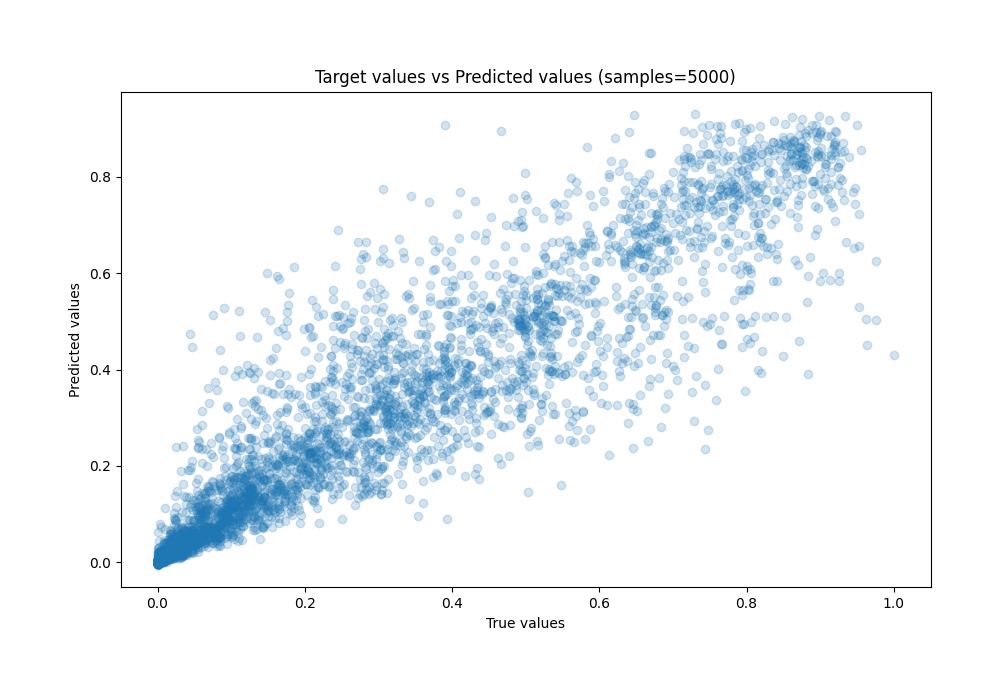 Target values vs Predicted values (samples=5000)
Predicted values
0.8
0.6
0.4
0.2
0.0
0.0 0.2 0.4 0.6 0.8 1.0
True values